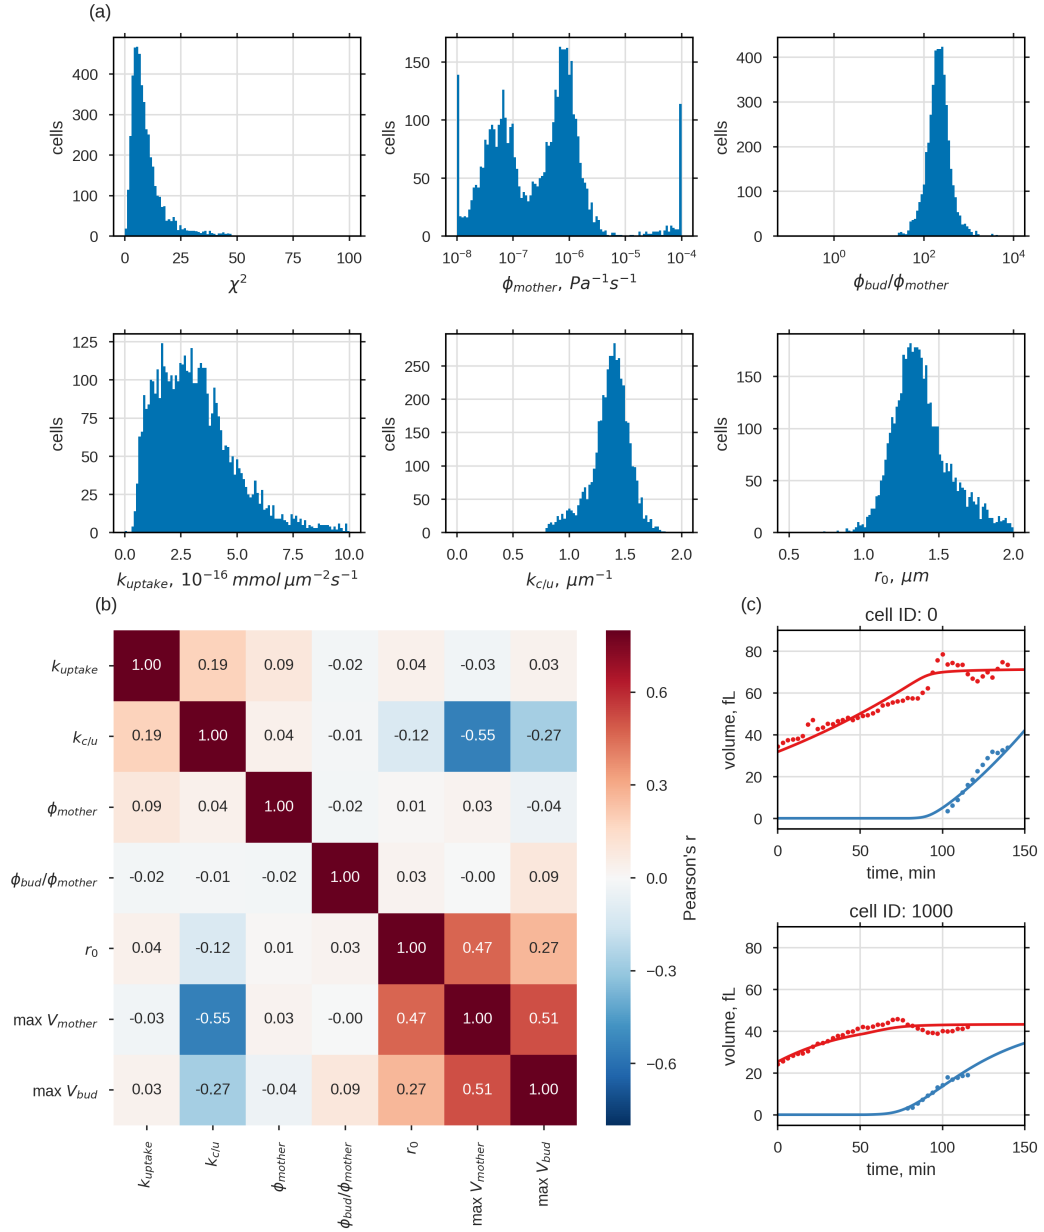 (a)
cells
400
300
200
100
0
0 25 50 75 100
χ²
cells
150
100
50
0
10⁻⁸ 10⁻⁷ 10⁻⁶ 10⁻⁵ 10⁻⁴
ϕ_mother, Pa⁻¹s⁻¹
cells
400
300
200
100
0
10⁰ 10² 10⁴
ϕ_bud/ϕ_mother
cells
125
100
75
50
25
0
0.0 2.5 5.0 7.5 10.0
k_uptake, 10⁻¹⁶ mmol μm⁻²s⁻¹
cells
250
200
150
100
50
0
0.0 0.5 1.0 1.5 2.0
k_c/u, μm⁻¹
cells
150
100
50
0
0.5 1.0 1.5 2.0
r₀, μm
(b)
k_uptake 1.00 0.19 0.09 -0.02 0.04 -0.03 0.03
k_c/u 0.19 1.00 0.04 -0.01 -0.12 -0.55 -0.27
ϕ_mother 0.09 0.04 1.00 -0.02 0.01 0.03 -0.04
ϕ_bud/ϕ_mother -0.02 -0.01 -0.02 1.00 0.03 -0.00 0.09
r₀ 0.04 -0.12 0.01 0.03 1.00 0.47 0.27
max V_mother -0.03 -0.55 0.03 -0.00 0.47 1.00 0.51
max V_bud 0.03 -0.27 -0.04 0.09 0.27 0.51 1.00
k_uptake k_c/u ϕ_mother ϕ_bud/ϕ_mother r₀ max V_mother max V_bud
0.6
0.3
0.0
−0.3
−0.6
Pearson's r
(c)
cell ID: 0
volume, fL
80
60
40
20
0
0 50 100 150
time, min
cell ID: 1000
volume, fL
80
60
40
20
0
0 50 100 150
time, min